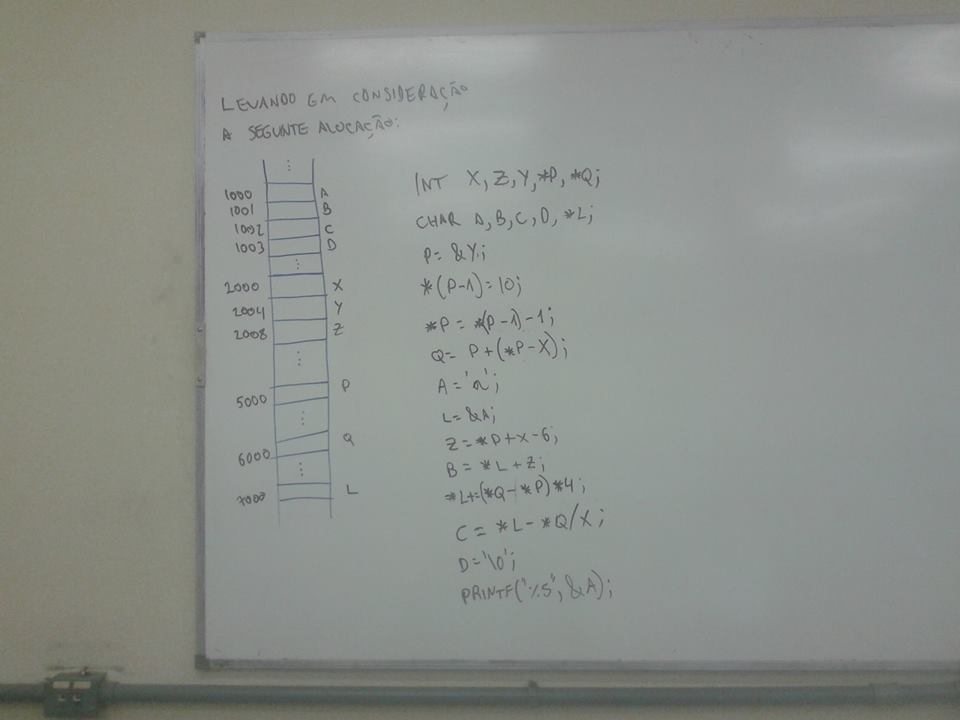 LEVANDO EM CONSIDERAÇÃO
A SEGUNTE ALOCAÇÃO:
1000 A
1001 B
1002 C
1003 D
2000 X
2004 Y
2008 Z
5000 P
6000 Q
7000 L
INT X, Z, Y, *P, *Q;
CHAR A, B, C, D, *L;
P = &Y;
*(P-1) = 10;
*P = *(P-1)-1;
Q = P+(*P-X);
A = 'a';
L = &A;
Z = *P+X-6;
B = *L+Z;
*L+=(*Q-*P)*4;
C = *L-*Q/X;
D = '\0';
PRINTF("%S", &A);